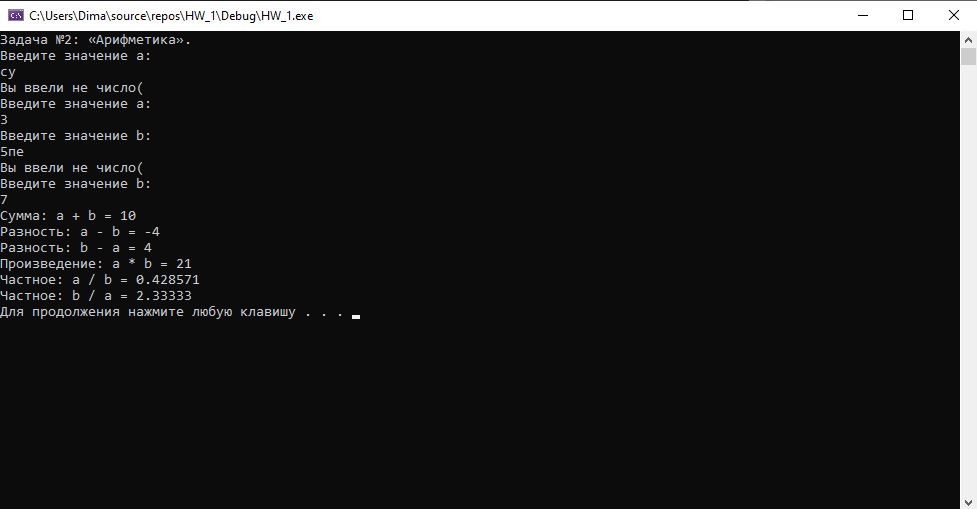 C:\Users\Dima\source\repos\HW_1\Debug\HW_1.exe
Задача №2: «Арифметика».
Введите значение a:
су
Вы ввели не число(
Введите значение a:
3
Введите значение b:
5пе
Вы ввели не число(
Введите значение b:
7
Сумма: a + b = 10
Разность: a - b = -4
Разность: b - a = 4
Произведение: a * b = 21
Частное: a / b = 0.428571
Частное: b / a = 2.33333
Для продолжения нажмите любую клавишу . . .